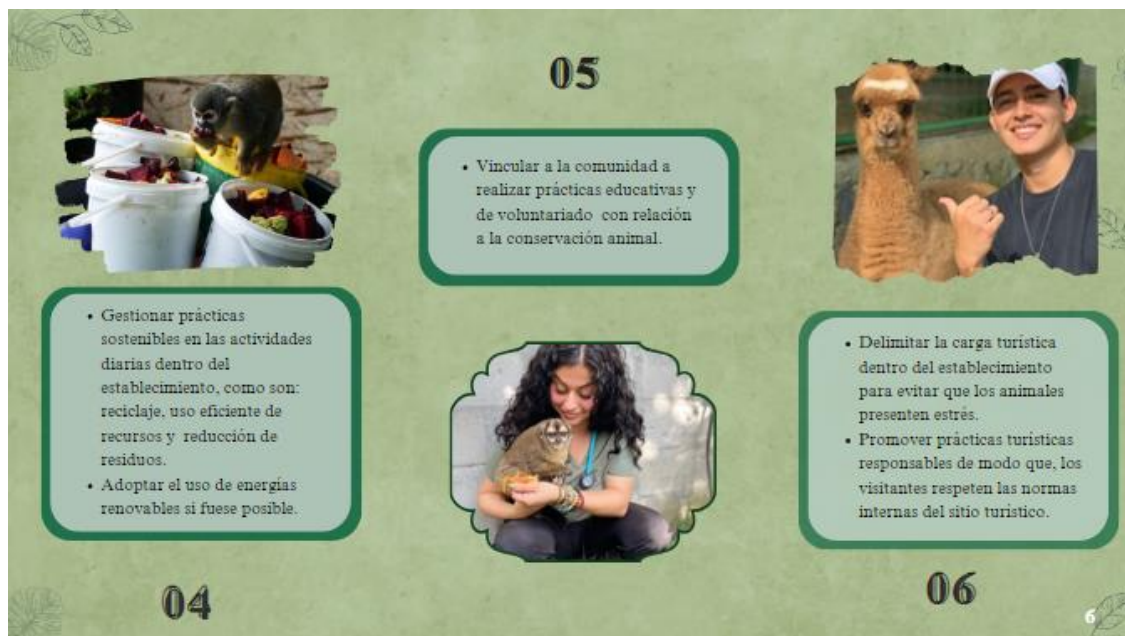 05
• Vincular a la comunidad a
realizar prácticas educativas y
de voluntariado con relación
a la conservación animal.
• Gestionar prácticas
sostenibles en las actividades
diarias dentro del
establecimiento, como son:
reciclaje, uso eficiente de
recursos y reducción de
residuos.
• Adoptar el uso de energías
renovables si fuese posible.
04
• Delimitar la carga turística
dentro del establecimiento
para evitar que los animales
presenten estrés.
• Promover prácticas turísticas
responsables de modo que, los
visitantes respeten las normas
internas del sitio turístico.
06
6